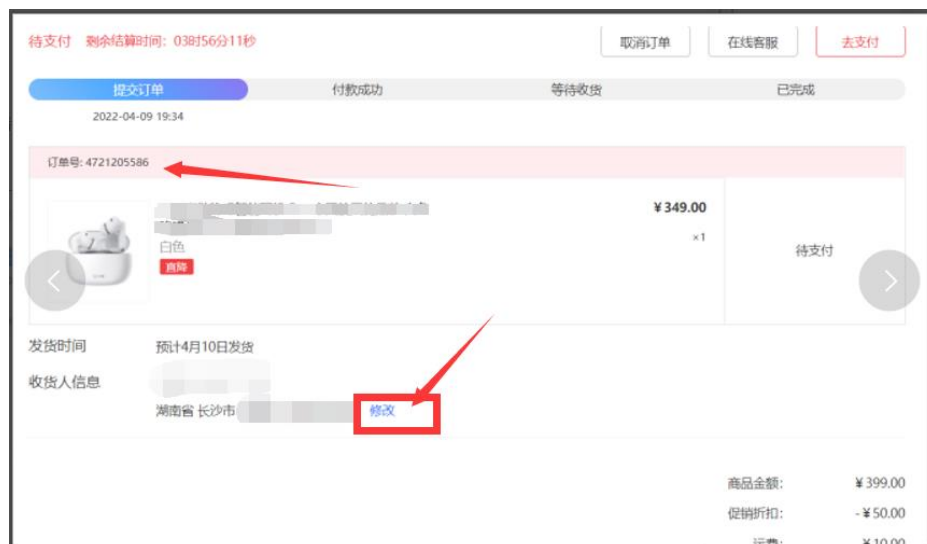 待支付 剩余结算时间：03时56分11秒 取消订单 在线客服 去支付
提交订单 付款成功 等待收货 已完成
2022-04-09 19:34
订单号: 4721205586
¥349.00
×1
白色
待支付
直降
发货时间 预计4月10日发货
收货人信息
湖南省 长沙市 修改
商品金额： ¥399.00
促销折扣： -¥50.00
运费： ¥10.00